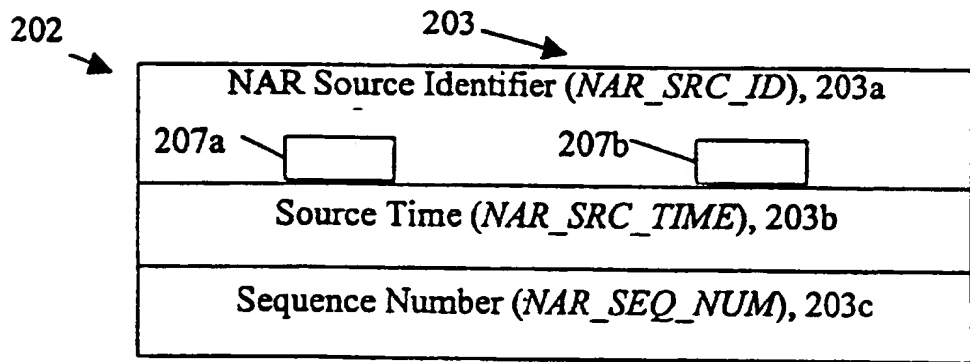 202
203
NAR Source Identifier (NAR_SRC_ID), 203a
207a
207b
Source Time (NAR_SRC_TIME), 203b
Sequence Number (NAR_SEQ_NUM), 203c